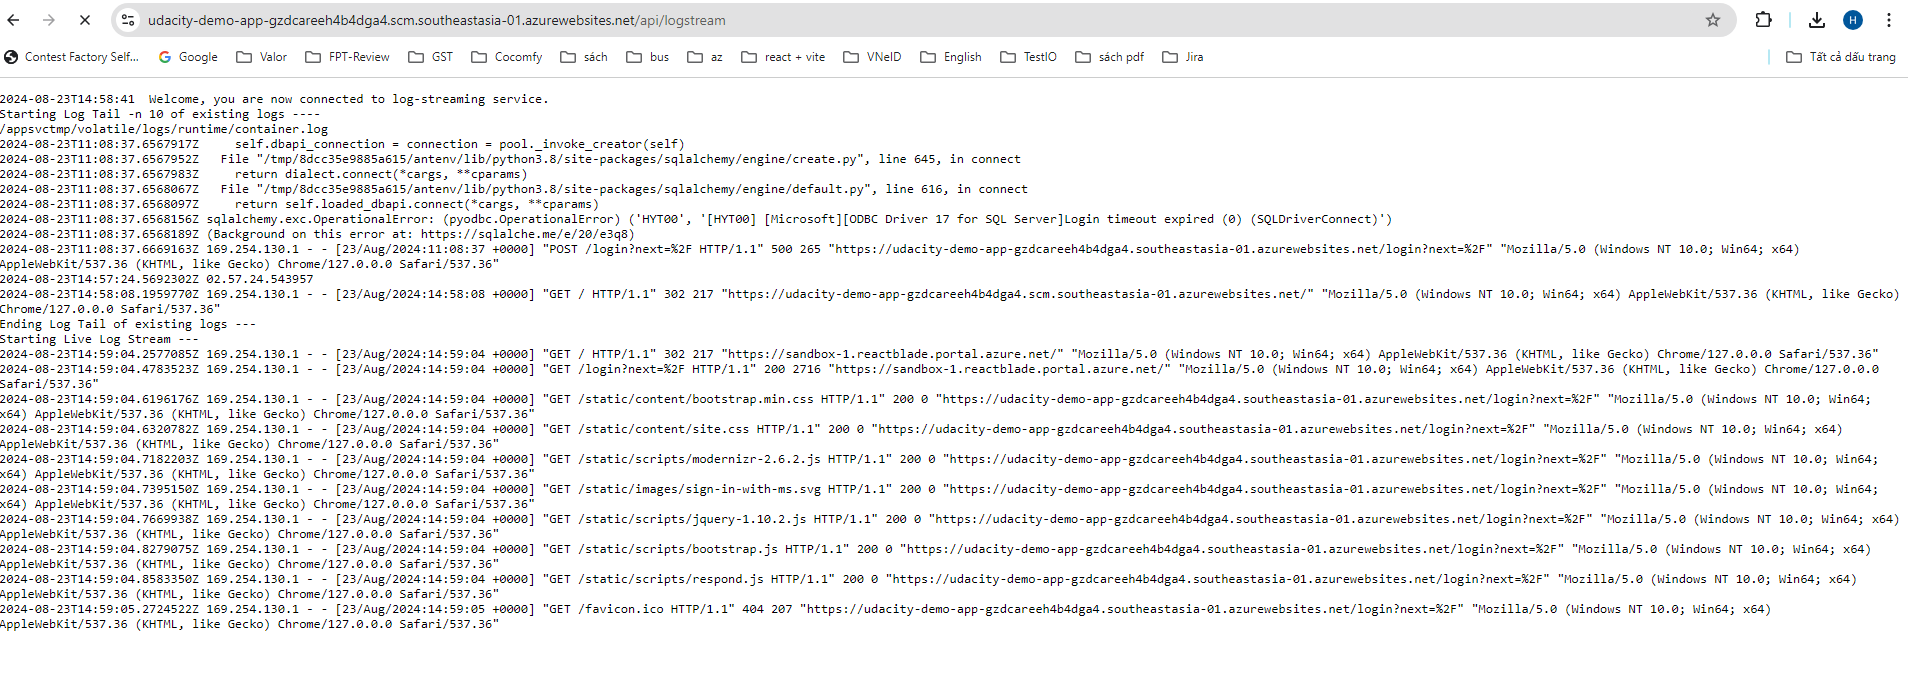 udacity-demo-app-gzdcareeh4b4dga4.scm.southeastasia-01.azurewebsites.net/api/logstream
H
Contest Factory Self... Google Valor FPT-Review GST Cocomfy sách bus az react + vite VNeID English TestIO sách pdf Jira Tất cả dấu trang
2024-08-23T14:58:41  Welcome, you are now connected to log-streaming service.
Starting Log Tail -n 10 of existing logs ----
/appsvctmp/volatile/logs/runtime/container.log
2024-08-23T11:08:37.6567917Z     self.dbapi_connection = connection = pool._invoke_creator(self)
2024-08-23T11:08:37.6567952Z   File "/tmp/8dcc35e9885a615/antenv/lib/python3.8/site-packages/sqlalchemy/engine/create.py", line 645, in connect
2024-08-23T11:08:37.6567983Z     return dialect.connect(*cargs, **cparams)
2024-08-23T11:08:37.6568067Z   File "/tmp/8dcc35e9885a615/antenv/lib/python3.8/site-packages/sqlalchemy/engine/default.py", line 616, in connect
2024-08-23T11:08:37.6568097Z     return self.loaded_dbapi.connect(*cargs, **cparams)
2024-08-23T11:08:37.6568156Z sqlalchemy.exc.OperationalError: (pyodbc.OperationalError) ('HYT00', '[HYT00] [Microsoft][ODBC Driver 17 for SQL Server]Login timeout expired (0) (SQLDriverConnect)')
2024-08-23T11:08:37.6568189Z (Background on this error at: https://sqlalche.me/e/20/e3q8)
2024-08-23T11:08:37.6669163Z 169.254.130.1 - - [23/Aug/2024:11:08:37 +0000] "POST /login?next=%2F HTTP/1.1" 500 265 "https://udacity-demo-app-gzdcareeh4b4dga4.southeastasia-01.azurewebsites.net/login?next=%2F" "Mozilla/5.0 (Windows NT 10.0; Win64; x64)
AppleWebKit/537.36 (KHTML, like Gecko) Chrome/127.0.0.0 Safari/537.36"
2024-08-23T14:57:24.5692302Z 02.57.24.543957
2024-08-23T14:58:08.1959770Z 169.254.130.1 - - [23/Aug/2024:14:58:08 +0000] "GET / HTTP/1.1" 302 217 "https://udacity-demo-app-gzdcareeh4b4dga4.scm.southeastasia-01.azurewebsites.net/" "Mozilla/5.0 (Windows NT 10.0; Win64; x64) AppleWebKit/537.36 (KHTML, like Gecko)
Chrome/127.0.0.0 Safari/537.36"
Ending Log Tail of existing logs ---
Starting Live Log Stream ---
2024-08-23T14:59:04.2577085Z 169.254.130.1 - - [23/Aug/2024:14:59:04 +0000] "GET / HTTP/1.1" 302 217 "https://sandbox-1.reactblade.portal.azure.net/" "Mozilla/5.0 (Windows NT 10.0; Win64; x64) AppleWebKit/537.36 (KHTML, like Gecko) Chrome/127.0.0.0 Safari/537.36"
2024-08-23T14:59:04.4783523Z 169.254.130.1 - - [23/Aug/2024:14:59:04 +0000] "GET /login?next=%2F HTTP/1.1" 200 2716 "https://sandbox-1.reactblade.portal.azure.net/" "Mozilla/5.0 (Windows NT 10.0; Win64; x64) AppleWebKit/537.36 (KHTML, like Gecko) Chrome/127.0.0.0
Safari/537.36"
2024-08-23T14:59:04.6196176Z 169.254.130.1 - - [23/Aug/2024:14:59:04 +0000] "GET /static/content/bootstrap.min.css HTTP/1.1" 200 0 "https://udacity-demo-app-gzdcareeh4b4dga4.southeastasia-01.azurewebsites.net/login?next=%2F" "Mozilla/5.0 (Windows NT 10.0; Win64;
x64) AppleWebKit/537.36 (KHTML, like Gecko) Chrome/127.0.0.0 Safari/537.36"
2024-08-23T14:59:04.6320782Z 169.254.130.1 - - [23/Aug/2024:14:59:04 +0000] "GET /static/content/site.css HTTP/1.1" 200 0 "https://udacity-demo-app-gzdcareeh4b4dga4.southeastasia-01.azurewebsites.net/login?next=%2F" "Mozilla/5.0 (Windows NT 10.0; Win64; x64)
AppleWebKit/537.36 (KHTML, like Gecko) Chrome/127.0.0.0 Safari/537.36"
2024-08-23T14:59:04.7182203Z 169.254.130.1 - - [23/Aug/2024:14:59:04 +0000] "GET /static/scripts/modernizr-2.6.2.js HTTP/1.1" 200 0 "https://udacity-demo-app-gzdcareeh4b4dga4.southeastasia-01.azurewebsites.net/login?next=%2F" "Mozilla/5.0 (Windows NT 10.0; Win64;
x64) AppleWebKit/537.36 (KHTML, like Gecko) Chrome/127.0.0.0 Safari/537.36"
2024-08-23T14:59:04.7395150Z 169.254.130.1 - - [23/Aug/2024:14:59:04 +0000] "GET /static/images/sign-in-with-ms.svg HTTP/1.1" 200 0 "https://udacity-demo-app-gzdcareeh4b4dga4.southeastasia-01.azurewebsites.net/login?next=%2F" "Mozilla/5.0 (Windows NT 10.0; Win64;
x64) AppleWebKit/537.36 (KHTML, like Gecko) Chrome/127.0.0.0 Safari/537.36"
2024-08-23T14:59:04.7669938Z 169.254.130.1 - - [23/Aug/2024:14:59:04 +0000] "GET /static/scripts/jquery-1.10.2.js HTTP/1.1" 200 0 "https://udacity-demo-app-gzdcareeh4b4dga4.southeastasia-01.azurewebsites.net/login?next=%2F" "Mozilla/5.0 (Windows NT 10.0; Win64; x64)
AppleWebKit/537.36 (KHTML, like Gecko) Chrome/127.0.0.0 Safari/537.36"
2024-08-23T14:59:04.8279075Z 169.254.130.1 - - [23/Aug/2024:14:59:04 +0000] "GET /static/scripts/bootstrap.js HTTP/1.1" 200 0 "https://udacity-demo-app-gzdcareeh4b4dga4.southeastasia-01.azurewebsites.net/login?next=%2F" "Mozilla/5.0 (Windows NT 10.0; Win64; x64)
AppleWebKit/537.36 (KHTML, like Gecko) Chrome/127.0.0.0 Safari/537.36"
2024-08-23T14:59:04.8583350Z 169.254.130.1 - - [23/Aug/2024:14:59:04 +0000] "GET /static/scripts/respond.js HTTP/1.1" 200 0 "https://udacity-demo-app-gzdcareeh4b4dga4.southeastasia-01.azurewebsites.net/login?next=%2F" "Mozilla/5.0 (Windows NT 10.0; Win64; x64)
AppleWebKit/537.36 (KHTML, like Gecko) Chrome/127.0.0.0 Safari/537.36"
2024-08-23T14:59:05.2724522Z 169.254.130.1 - - [23/Aug/2024:14:59:05 +0000] "GET /favicon.ico HTTP/1.1" 404 207 "https://udacity-demo-app-gzdcareeh4b4dga4.southeastasia-01.azurewebsites.net/login?next=%2F" "Mozilla/5.0 (Windows NT 10.0; Win64; x64)
AppleWebKit/537.36 (KHTML, like Gecko) Chrome/127.0.0.0 Safari/537.36"